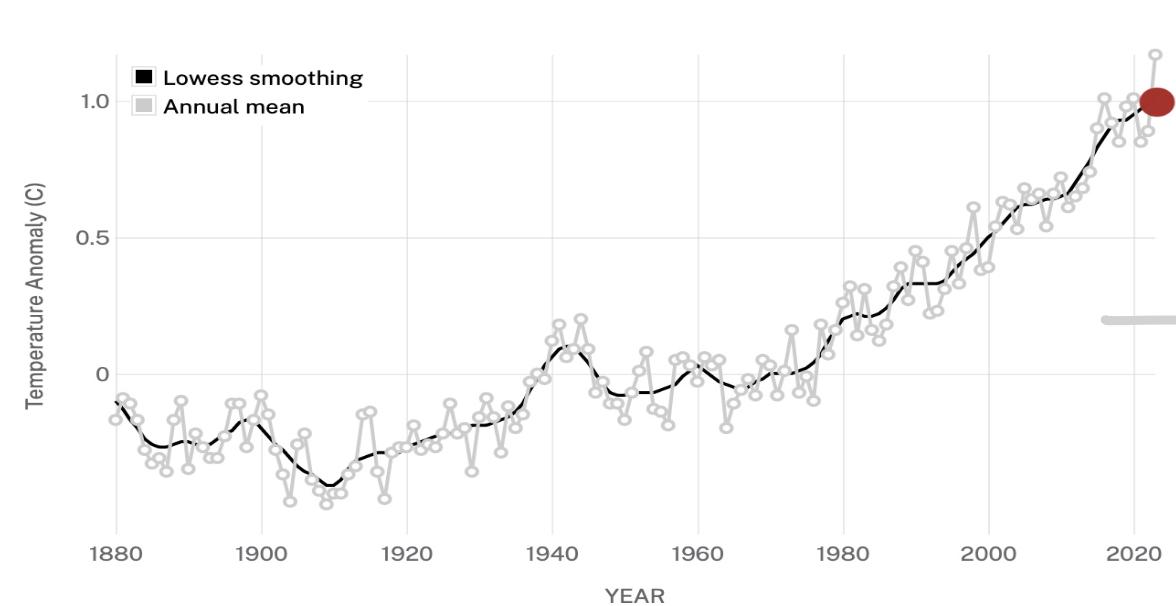 Lowess smoothing
Annual mean
1.0
0.5
0
Temperature Anomaly (C)
1880 1900 1920 1940 1960 1980 2000 2020
YEAR